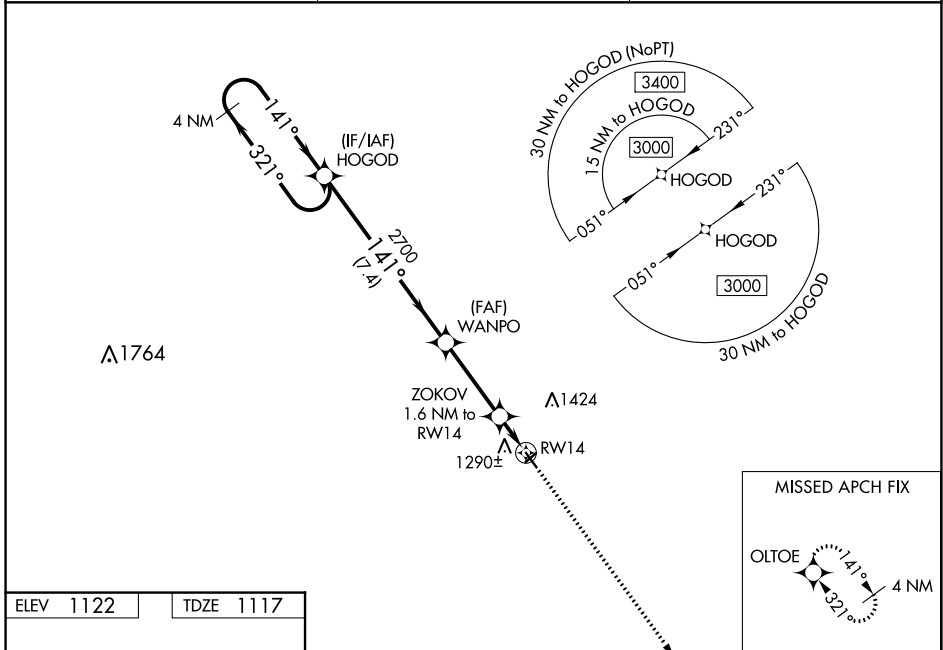 30 NM to HOGOD (NoPT)
3400
15 NM to HOGOD
3000
231°
HOGOD
051°
231°
HOGOD
051°
3000
30 NM to HOGOD
4 NM
141°
321°
(IF/IAF)
HOGOD
2700
141°
(7.4)
(FAF)
WANPO
1764
ZOKOV
1.6 NM to
RW14
1424
1290±
RW14
MISSED APCH FIX
OLTOE
141°
321°
4 NM
ELEV 1122
TDZE 1117